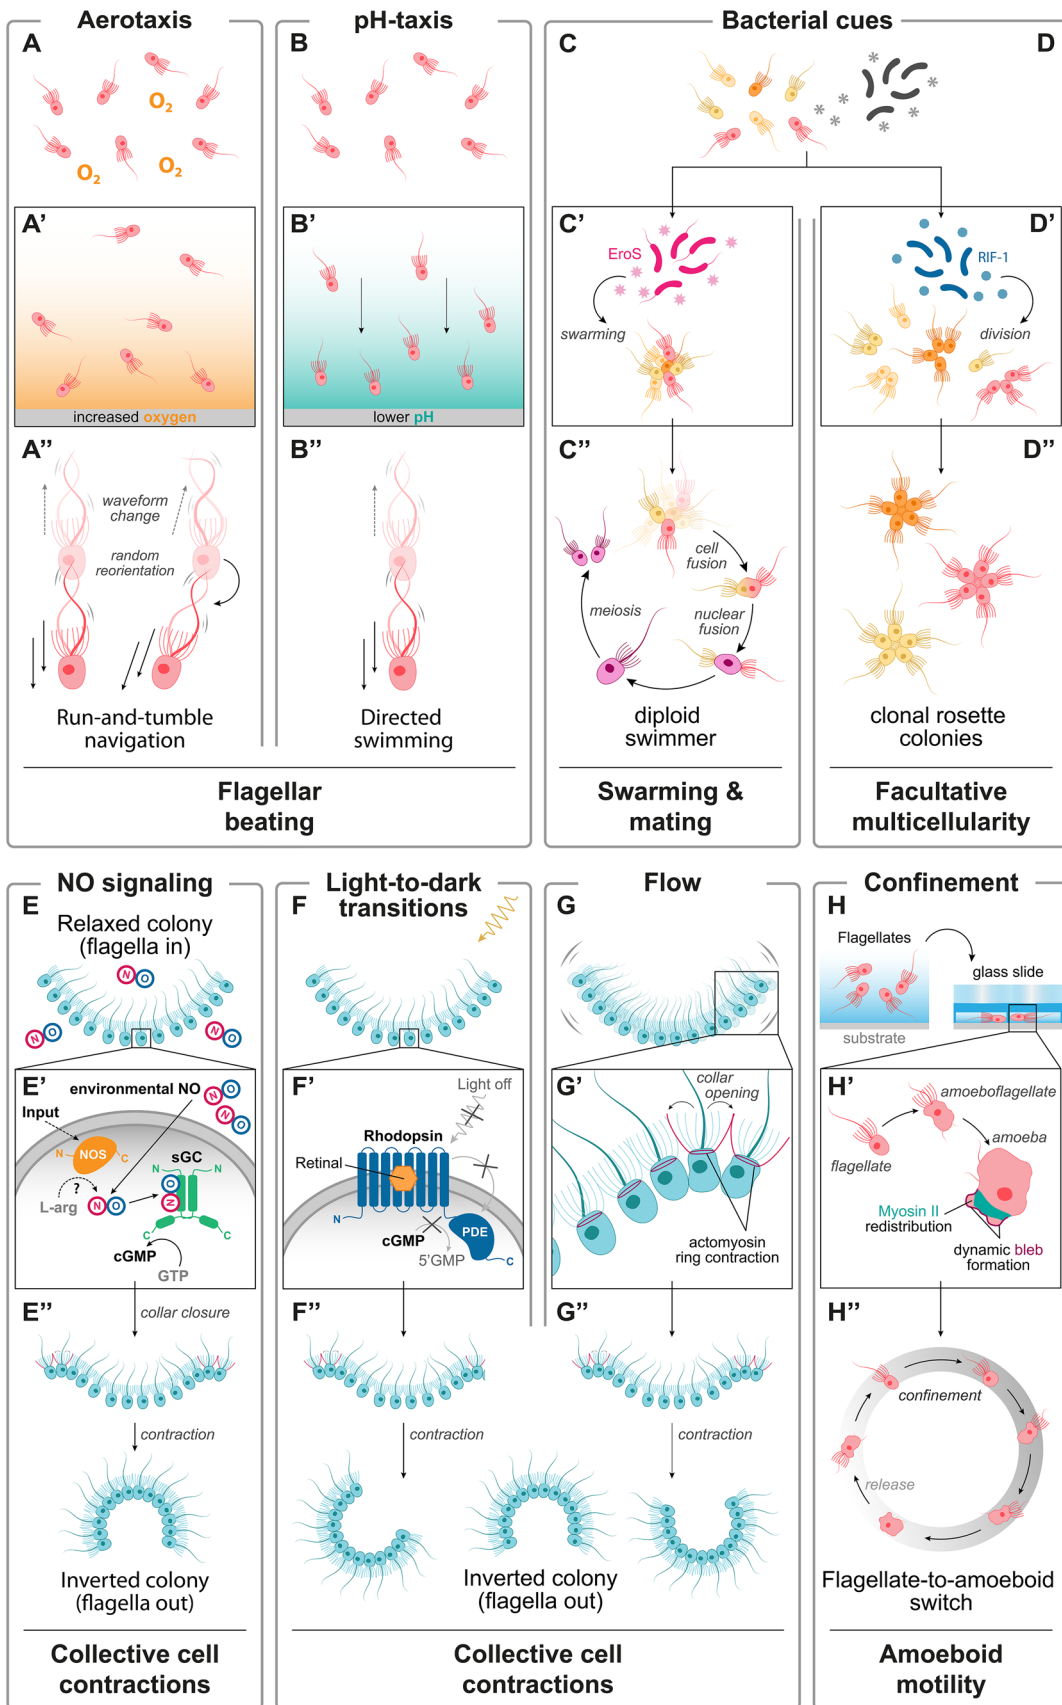 Aerotaxis
A
O2
O2
O2
A'
increased oxygen
A''
waveform
change
random
reorientation
Run-and-tumble
navigation
pH-taxis
B
B'
lower pH
B''
Directed
swimming
Flagellar
beating
Bacterial cues
C
D
C'
EroS
swarming
C''
cell
fusion
nuclear
fusion
meiosis
diploid
swimmer
Swarming &
mating
D'
RIF-1
division
D''
clonal rosette
colonies
Facultative
multicellularity
NO signaling
E
Relaxed colony
(flagella in)
N O
N O
N O
E'
environmental NO
N O
N O
Input
N
NOS
C
sGC
N
N
?
L-arg
N O
O
N
C
C
cGMP
GTP
E''
collar closure
contraction
Inverted colony
(flagella out)
Collective cell
contractions
Light-to-dark
transitions
F
F'
Light off
Rhodopsin
Retinal
N
cGMP
PDE
5'GMP
C
F''
contraction
Flow
G
G'
collar
opening
actomyosin
ring contraction
G''
contraction
Inverted colony
(flagella out)
Collective cell
contractions
Confinement
H
Flagellates
glass slide
substrate
H'
amoeboflagellate
amoeba
flagellate
Myosin II
redistribution
dynamic bleb
formation
H''
confinement
release
Flagellate-to-amoeboid
switch
Amoeboid
motility